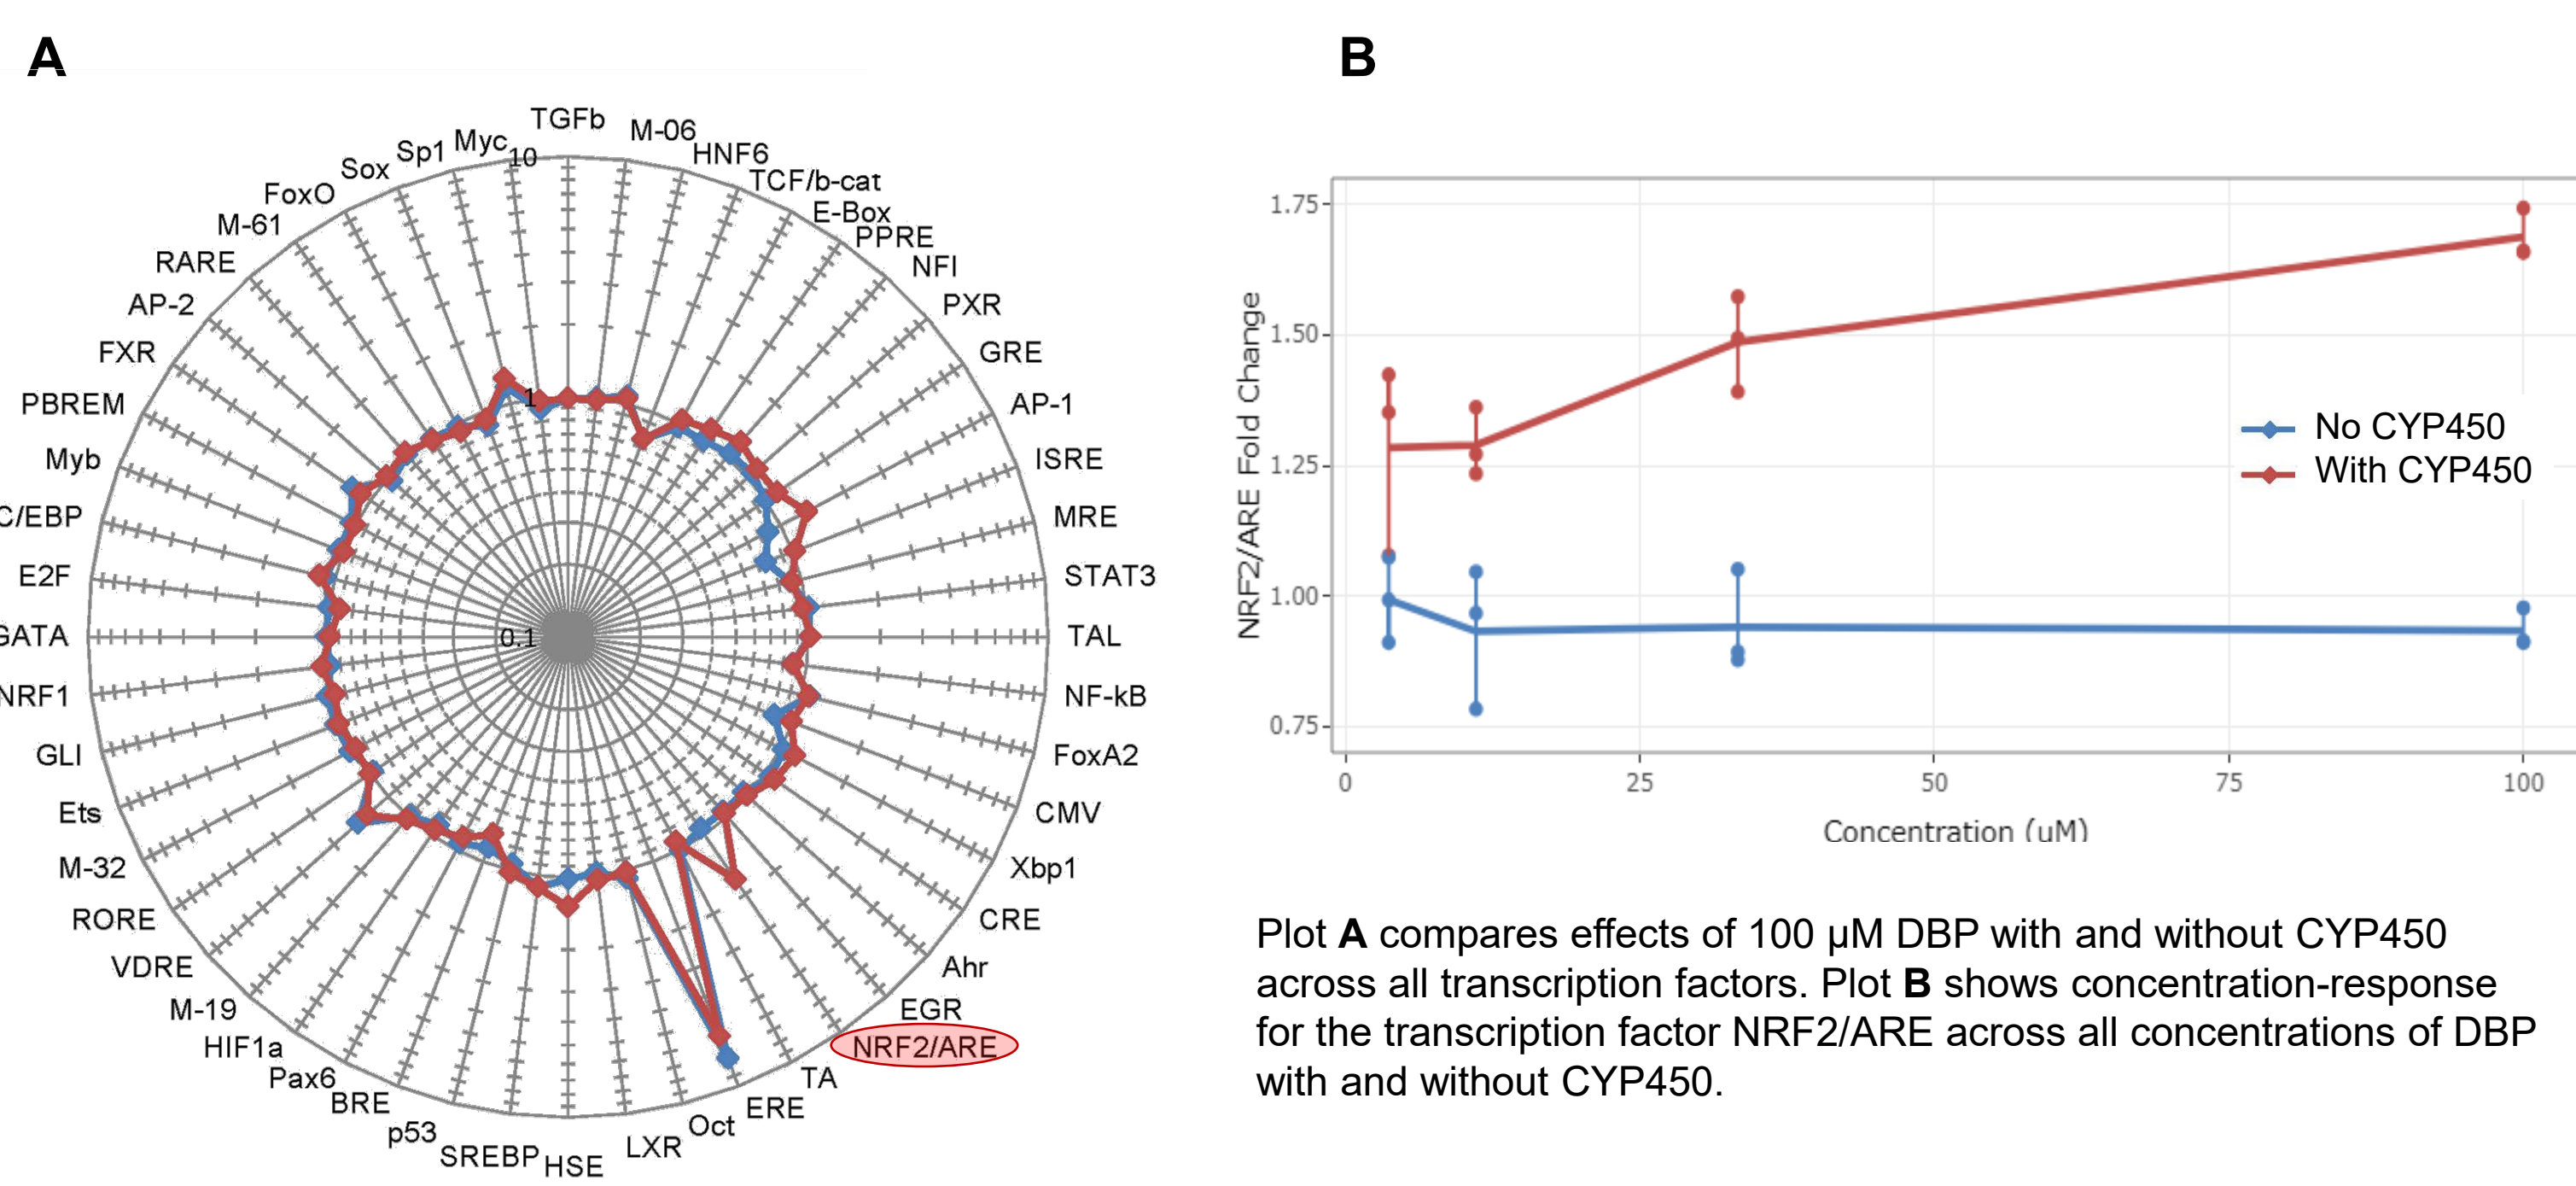 A
B
TGFb
M-06
HNF6
TCF/b-cat
E-Box
PPRE
NFI
PXR
GRE
AP-1
ISRE
MRE
STAT3
TAL
NF-kB
FoxA2
CMV
Xbp1
CRE
Ahr
EGR
NRF2/ARE
TA
ERE
Oct
LXR
HSE
SREBP
p53
BRE
Pax6
HIF1a
M-19
VDRE
RORE
M-32
Ets
GLI
NRF1
GATA
E2F
C/EBP
Myb
PBREM
FXR
AP-2
RARE
M-61
FoxO
Sox
Sp1
Myc
10
1
0.1
1.75
1.50
1.25
1.00
0.75
NRF2/ARE Fold Change
0
25
50
75
100
Concentration (uM)
No CYP450
With CYP450
Plot A compares effects of 100 µM DBP with and without CYP450
across all transcription factors. Plot B shows concentration-response
for the transcription factor NRF2/ARE across all concentrations of DBP
with and without CYP450.